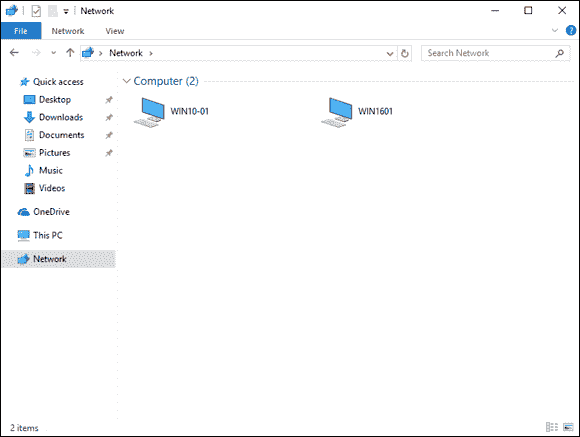 Network
File Network View
Network
Search Network
Quick access
Desktop
Downloads
Documents
Pictures
Music
Videos
OneDrive
This PC
Network
Computer (2)
WIN10-01 WIN1601
2 items